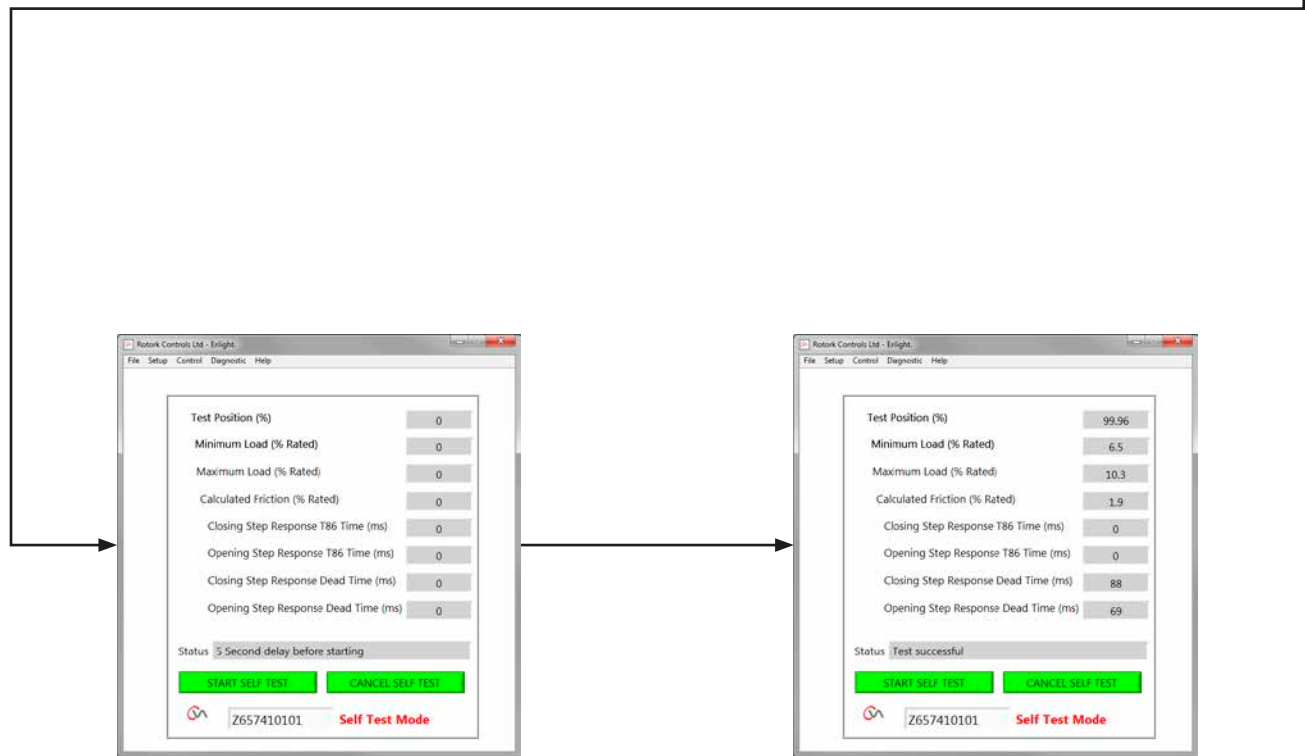 Rotork Controls Ltd - Enlight.
File Setup Control Diagnostic Help
Test Position (%) 0
Minimum Load (% Rated) 0
Maximum Load (% Rated) 0
Calculated Friction (% Rated) 0
Closing Step Response T86 Time (ms) 0
Opening Step Response T86 Time (ms) 0
Closing Step Response Dead Time (ms) 0
Opening Step Response Dead Time (ms) 0
Status 5 Second delay before starting
START SELF TEST CANCEL SELF TEST
Z657410101 Self Test Mode
Rotork Controls Ltd - Enlight.
File Setup Control Diagnostic Help
Test Position (%) 99.96
Minimum Load (% Rated) 6.5
Maximum Load (% Rated) 10.3
Calculated Friction (% Rated) 1.9
Closing Step Response T86 Time (ms) 0
Opening Step Response T86 Time (ms) 0
Closing Step Response Dead Time (ms) 88
Opening Step Response Dead Time (ms) 69
Status Test successful
START SELF TEST CANCEL SELF TEST
Z657410101 Self Test Mode